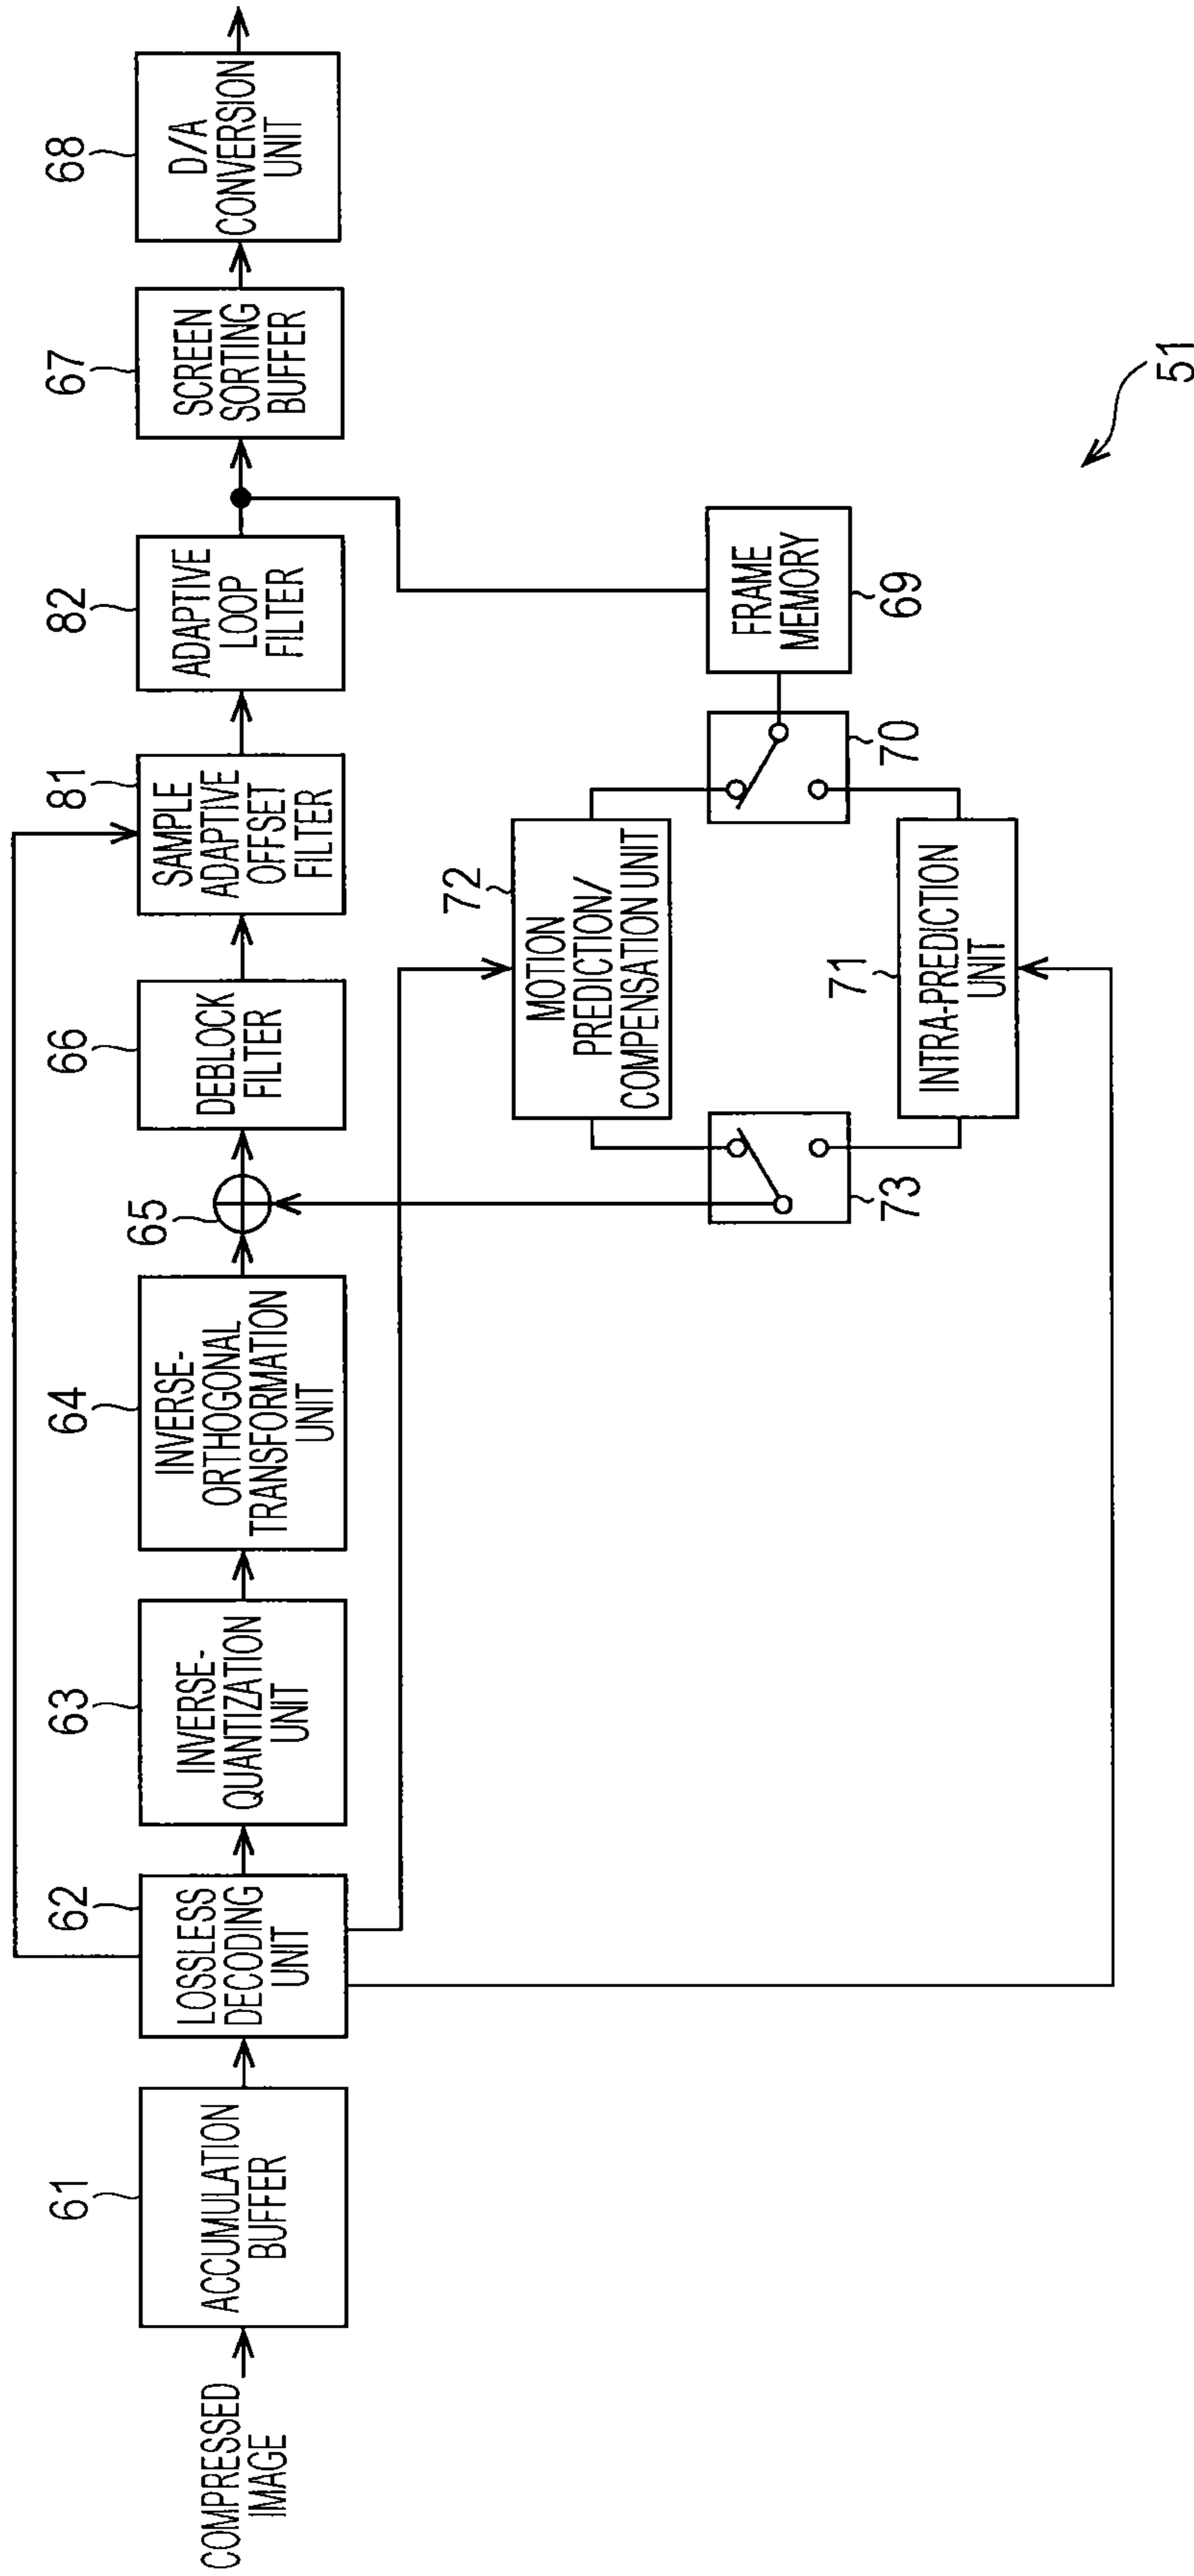 51
COMPRESSED
IMAGE
61
ACCUMULATION
BUFFER
62
LOSSLESS
DECODING
UNIT
63
INVERSE-
QUANTIZATION
UNIT
64
INVERSE-
ORTHOGONAL
TRANSFORMATION
UNIT
65
66
DEBLOCK
FILTER
81
SAMPLE
ADAPTIVE
OFFSET
FILTER
82
ADAPTIVE
LOOP
FILTER
67
SCREEN
SORTING
BUFFER
68
D/A
CONVERSION
UNIT
72
MOTION
PREDICTION/
COMPENSATION UNIT
FRAME
MEMORY
69
73
70
71
INTRA-PREDICTION
UNIT